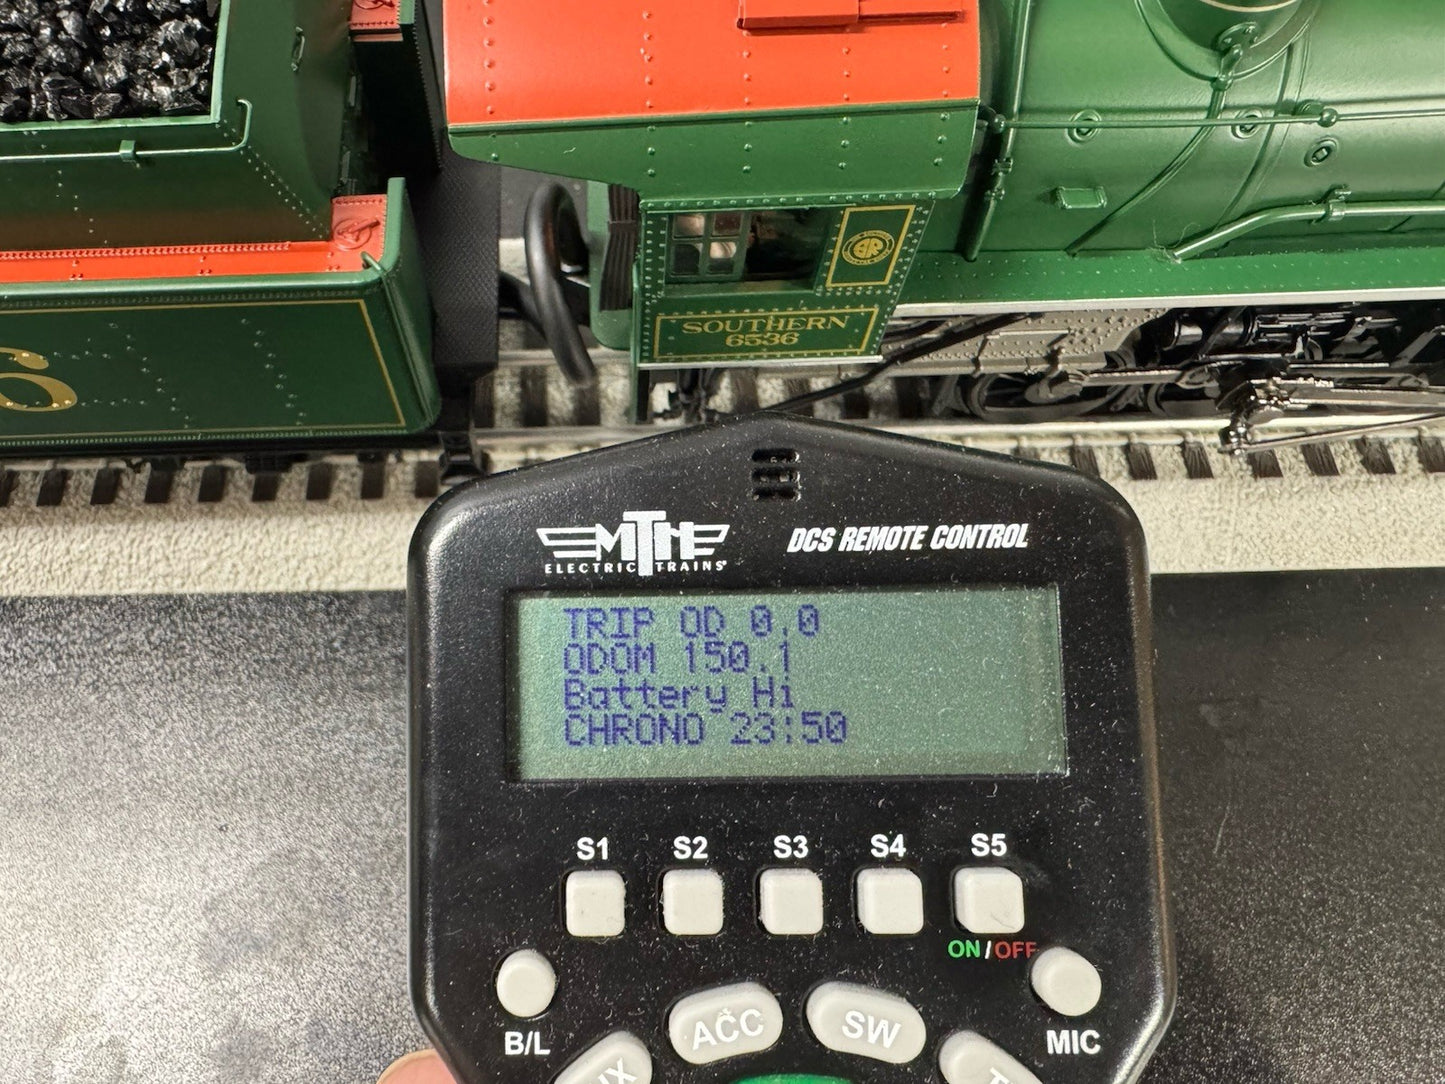 SOUTHERN
6536
6
MTH
ELECTRIC TRAINS
DCS REMOTE CONTROL
TRIP OD 0.0
ODOM 150.1
Battery Hi
CHRONO 23:50
S1 S2 S3 S4 S5
ON/OFF
B/L
ACC
SW
MIC